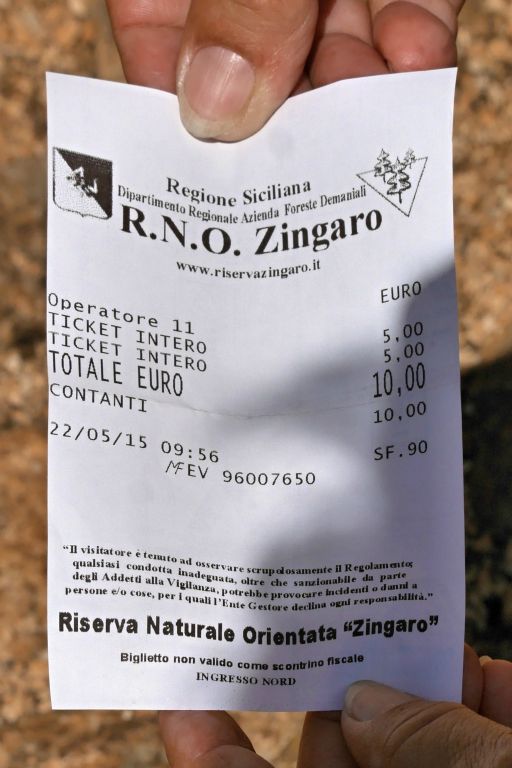 Regione Siciliana
Dipartimento Regionale Azienda Foreste Demaniali
R.N.O. Zingaro
www.riservazingaro.it
EURO
Operatore 11
TICKET INTERO 5,00
TICKET INTERO 5,00
TOTALE EURO 10,00
CONTANTI 10,00
22/05/15 09:56 SF.90
MFEV 96007650
“Il visitatore è tenuto ad osservare scrupolosamente il Regolamento;
qualsiasi condotta inadeguata, oltre che sanzionabile da parte
degli Addetti alla Vigilanza, potrebbe provocare incidenti o danni a
persone e/o cose, per i quali l’Ente Gestore declina ogni responsabilità.”
Riserva Naturale Orientata “Zingaro”
Biglietto non valido come scontrino fiscale
INGRESSO NORD